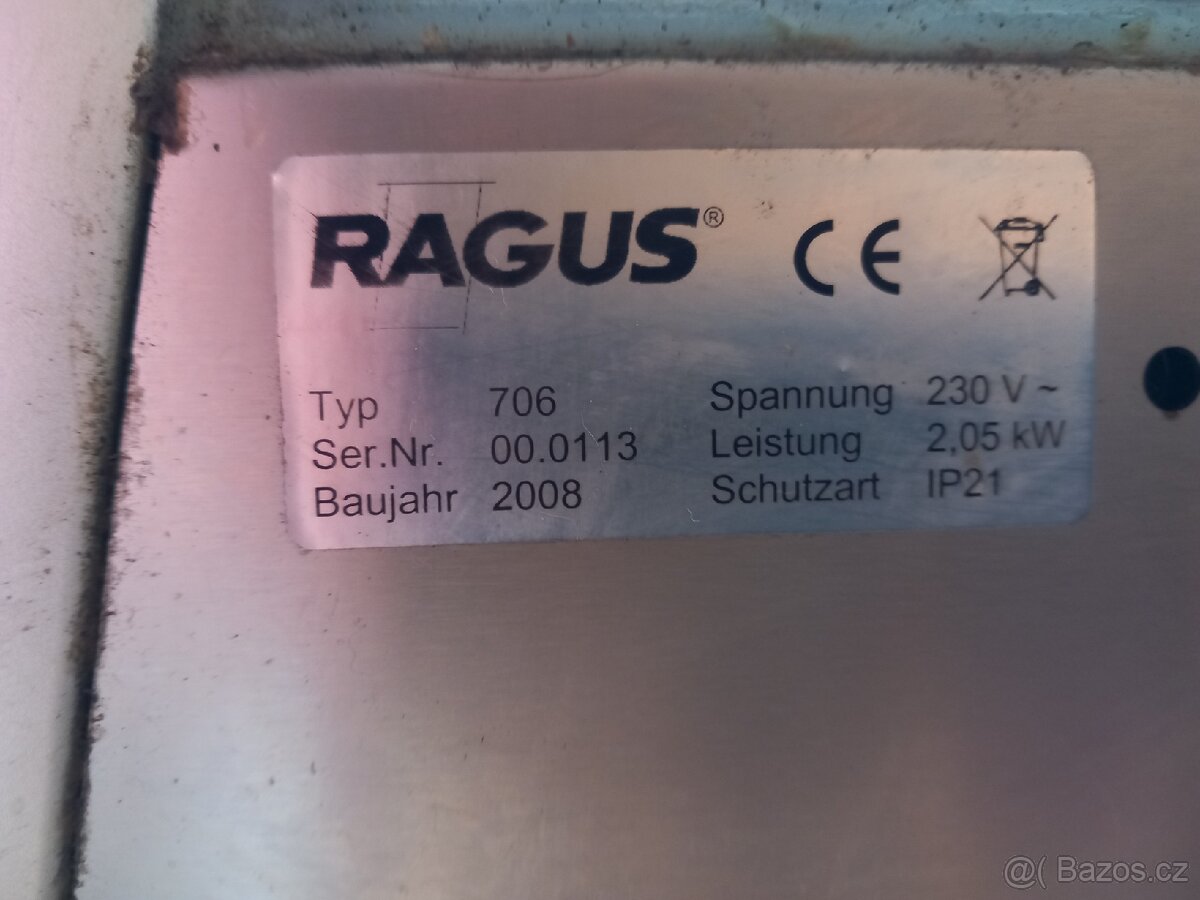 RAGUS® CE
Typ 706 Spannung 230 V ~
Ser.Nr. 00.0113 Leistung 2,05 kW
Baujahr 2008 Schutzart IP21
@( Bazos.cz